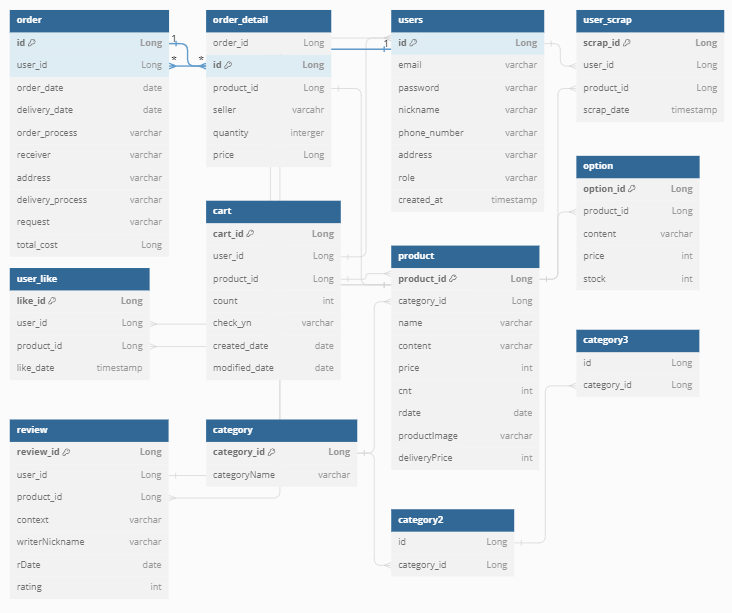 order
id Long
user_id Long
order_date date
delivery_date date
order_process varchar
receiver varchar
address varchar
delivery_process varchar
request varchar
total_cost Long
1
*
order_detail
order_id Long
id Long
product_id Long
seller varcahr
quantity interger
price Long
*
1
users
id Long
email varchar
password varchar
nickname varchar
phone_number varchar
address varchar
role varchar
created_at timestamp
user_scrap
scrap_id Long
user_id Long
product_id Long
scrap_date timestamp
option
option_id Long
product_id Long
content varchar
price int
stock int
cart
cart_id Long
user_id Long
product_id Long
count int
check_yn varchar
created_date date
modified_date date
product
product_id Long
category_id Long
name varchar
content varchar
price int
cnt int
rdate date
productImage varchar
deliveryPrice int
user_like
like_id Long
user_id Long
product_id Long
like_date timestamp
category3
id Long
category_id Long
review
review_id Long
user_id Long
product_id Long
context varchar
writerNickname varchar
rDate date
rating int
category
category_id Long
categoryName varchar
category2
id Long
category_id Long